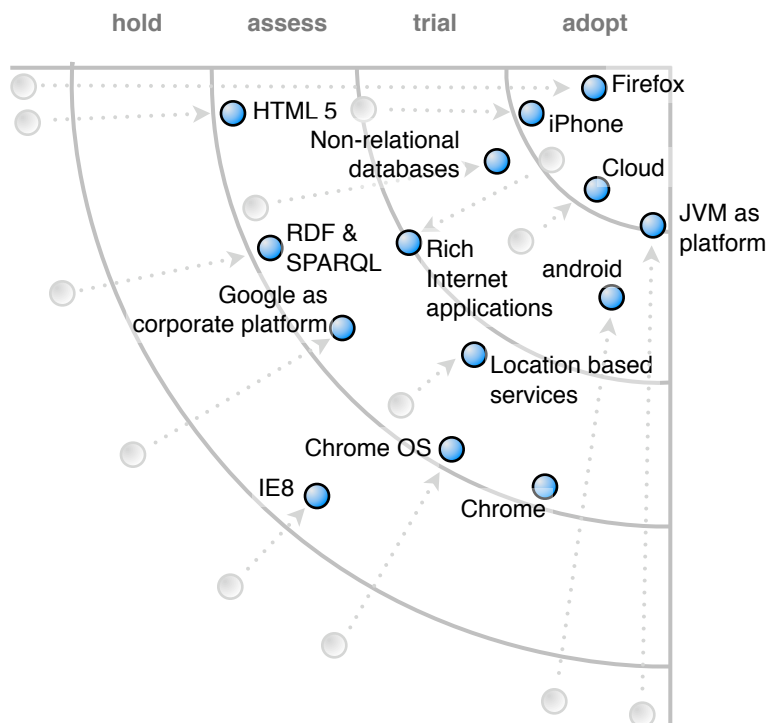 hold
assess
trial
adopt
Firefox
HTML 5
iPhone
Non-relational
databases
Cloud
JVM as
platform
RDF &
SPARQL
Rich
Internet
applications
android
Google as
corporate platform
Location based
services
Chrome OS
IE8
Chrome